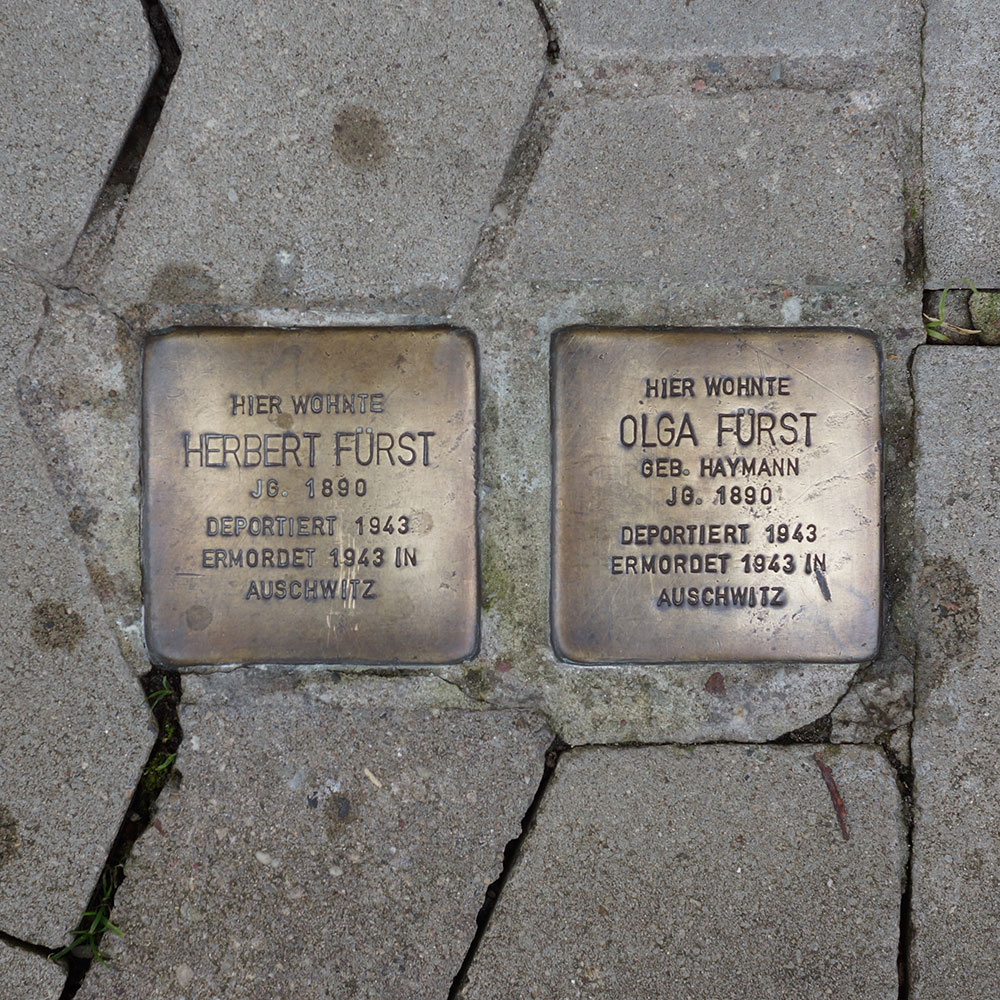 HIER WOHNTE
HERBERT FÜRST
JG. 1890
DEPORTIERT 1943
ERMORDET 1943 IN
AUSCHWITZ
HIER WOHNTE
OLGA FÜRST
GEB. HAYMANN
JG. 1890
DEPORTIERT 1943
ERMORDET 1943 IN
AUSCHWITZ